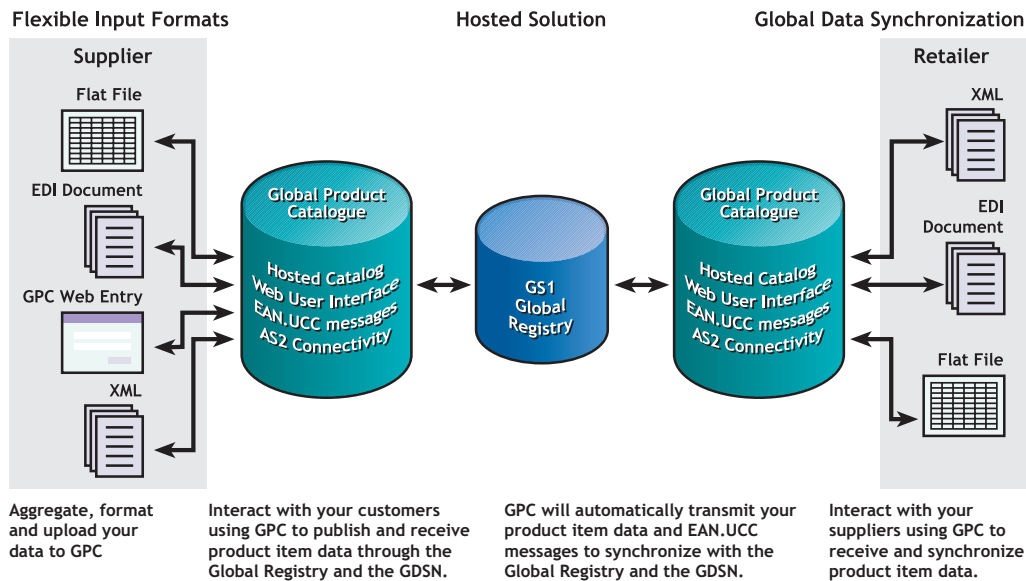 Flexible Input Formats
Hosted Solution
Global Data Synchronization
Supplier
Flat File
EDI Document
GPC Web Entry
XML
Global Product
Catalogue
Hosted Catalog
Web User Interface
EAN.UCC messages
AS2 Connectivity
GS1
Global
Registry
Global Product
Catalogue
Hosted Catalog
Web User Interface
EAN.UCC messages
AS2 Connectivity
Retailer
XML
EDI
Document
Flat File
Aggregate, format
and upload your
data to GPC
Interact with your customers
using GPC to publish and receive
product item data through the
Global Registry and the GDSN.
GPC will automatically transmit your
product item data and EAN.UCC
messages to synchronize with the
Global Registry and the GDSN.
Interact with your
suppliers using GPC to
receive and synchronize
product item data.